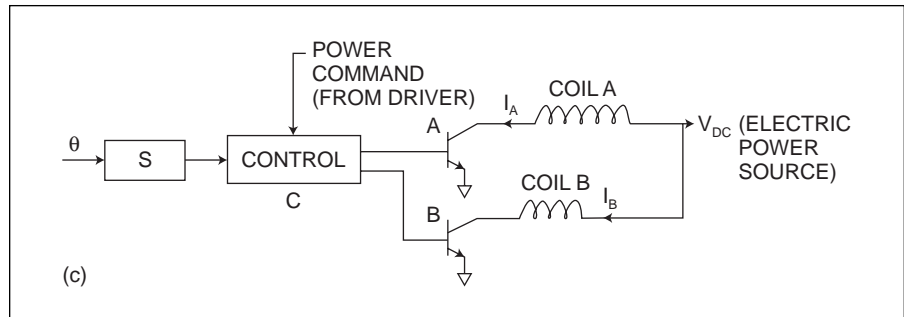 POWER
COMMAND
(FROM DRIVER)
COIL A
I_A
A
V_DC (ELECTRIC
POWER
SOURCE)
θ
S
CONTROL
C
COIL B
I_B
B
(c)